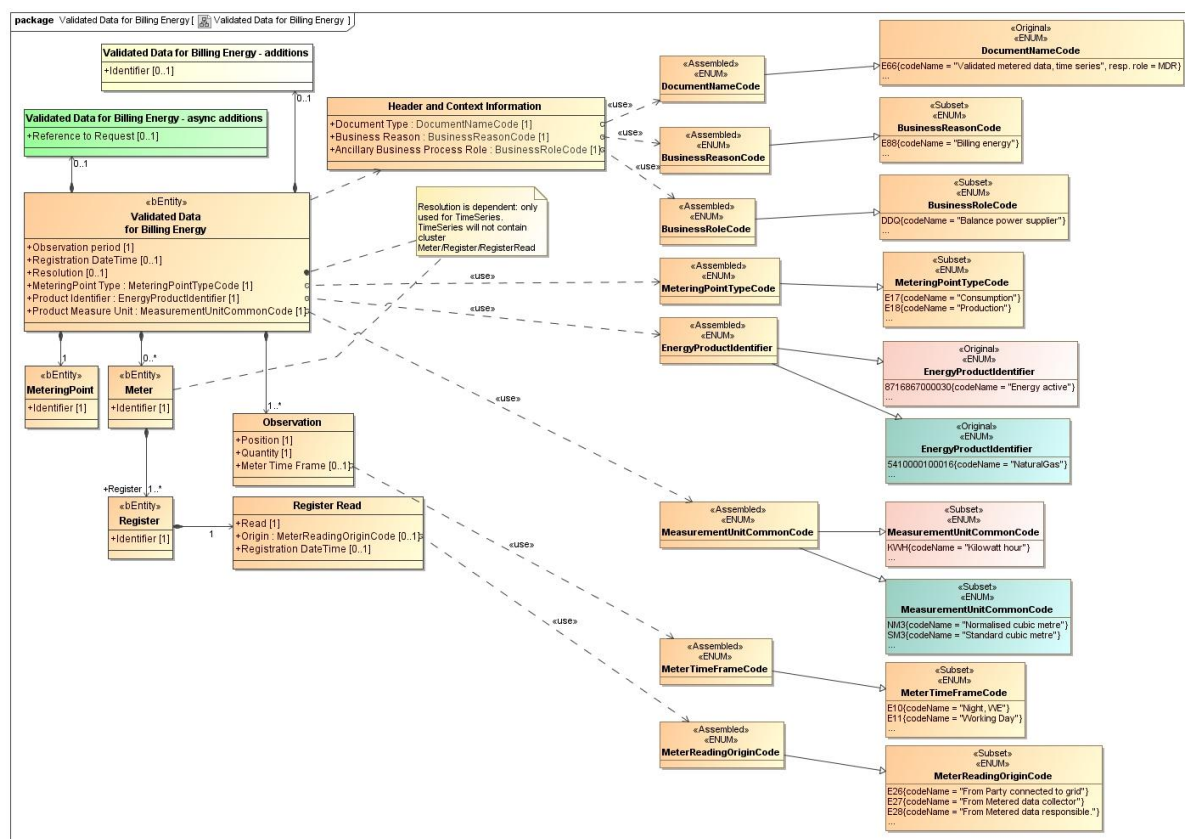 package Validated Data for Billing Energy [ Validated Data for Billing Energy ]
Validated Data for Billing Energy - additions
+Identifier [0..1]
0..1
Validated Data for Billing Energy - async additions
+Reference to Request [0..1]
0..1
Header and Context Information
+Document Type : DocumentNameCode [1]
+Business Reason : BusinessReasonCode [1]
+Ancillary Business Process Role : BusinessRoleCode [1]
«use»
«use»
«use»
«bEntity»
Validated Data
for Billing Energy
+Observation period [1]
+Registration DateTime [0..1]
+Resolution [0..1]
+MeteringPoint Type : MeteringPointTypeCode [1]
+Product Identifier : EnergyProductIdentifier [1]
+Product Measure Unit : MeasurementUnitCommonCode [1]
Resolution is dependent: only
used for TimeSeries.
TimeSeries will not contain
cluster
Meter/Register/RegisterRead
«use»
«use»
«use»
1
0..*
1..*
«bEntity»
MeteringPoint
+Identifier [1]
«bEntity»
Meter
+Identifier [1]
Observation
+Position [1]
+Quantity [1]
+Meter Time Frame [0..1]
«use»
+Register
1..*
«bEntity»
Register
+Identifier [1]
1
Register Read
+Read [1]
+Origin : MeterReadingOriginCode [0..1]
+Registration DateTime [0..1]
«use»
«Assembled»
«ENUM»
DocumentNameCode
«Assembled»
«ENUM»
BusinessReasonCode
«Assembled»
«ENUM»
BusinessRoleCode
«Assembled»
«ENUM»
MeteringPointTypeCode
«Assembled»
«ENUM»
EnergyProductIdentifier
«Assembled»
«ENUM»
MeasurementUnitCommonCode
«Assembled»
«ENUM»
MeterTimeFrameCode
«Assembled»
«ENUM»
MeterReadingOriginCode
«Original»
«ENUM»
DocumentNameCode
E66{codeName = "Validated metered data, time series", resp. role = MDR}
...
«Subset»
«ENUM»
BusinessReasonCode
E88{codeName = "Billing energy"}
...
«Subset»
«ENUM»
BusinessRoleCode
DDQ{codeName = "Balance power supplier"}
...
«Subset»
«ENUM»
MeteringPointTypeCode
E17{codeName = "Consumption"}
E18{codeName = "Production"}
...
«Original»
«ENUM»
EnergyProductIdentifier
8716867000030{codeName = "Energy active"}
...
«Original»
«ENUM»
EnergyProductIdentifier
5410000100016{codeName = "NaturalGas"}
...
«Subset»
«ENUM»
MeasurementUnitCommonCode
KWH{codeName = "Kilowatt hour"}
...
«Subset»
«ENUM»
MeasurementUnitCommonCode
NM3{codeName = "Normalised cubic metre"}
SM3{codeName = "Standard cubic metre"}
...
«Subset»
«ENUM»
MeterTimeFrameCode
E10{codeName = "Night, WE"}
E11{codeName = "Working Day"}
...
«Subset»
«ENUM»
MeterReadingOriginCode
E26{codeName = "From Party connected to grid"}
E27{codeName = "From Metered data collector"}
E28{codeName = "From Metered data responsible."}
...